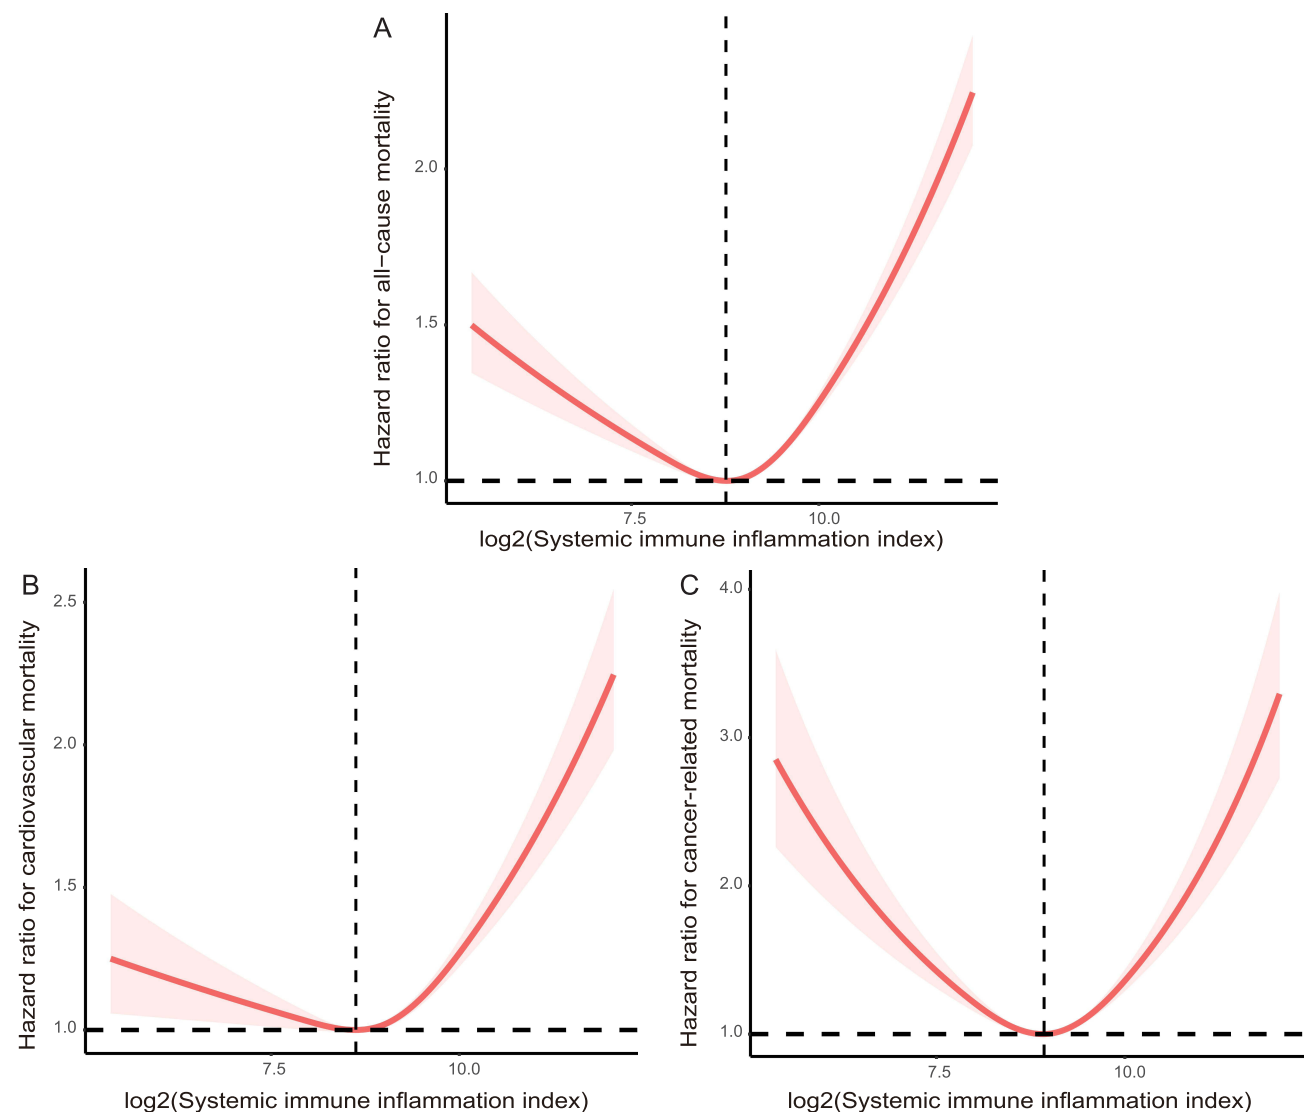 A
Hazard ratio for all−cause mortality
2.0
1.5
1.0
7.5 10.0
log2(Systemic immune inflammation index)
B
Hazard ratio for cardiovascular mortality
2.5
2.0
1.5
1.0
7.5 10.0
log2(Systemic immune inflammation index)
C
Hazard ratio for cancer-related mortality
4.0
3.0
2.0
1.0
7.5 10.0
log2(Systemic immune inflammation index)